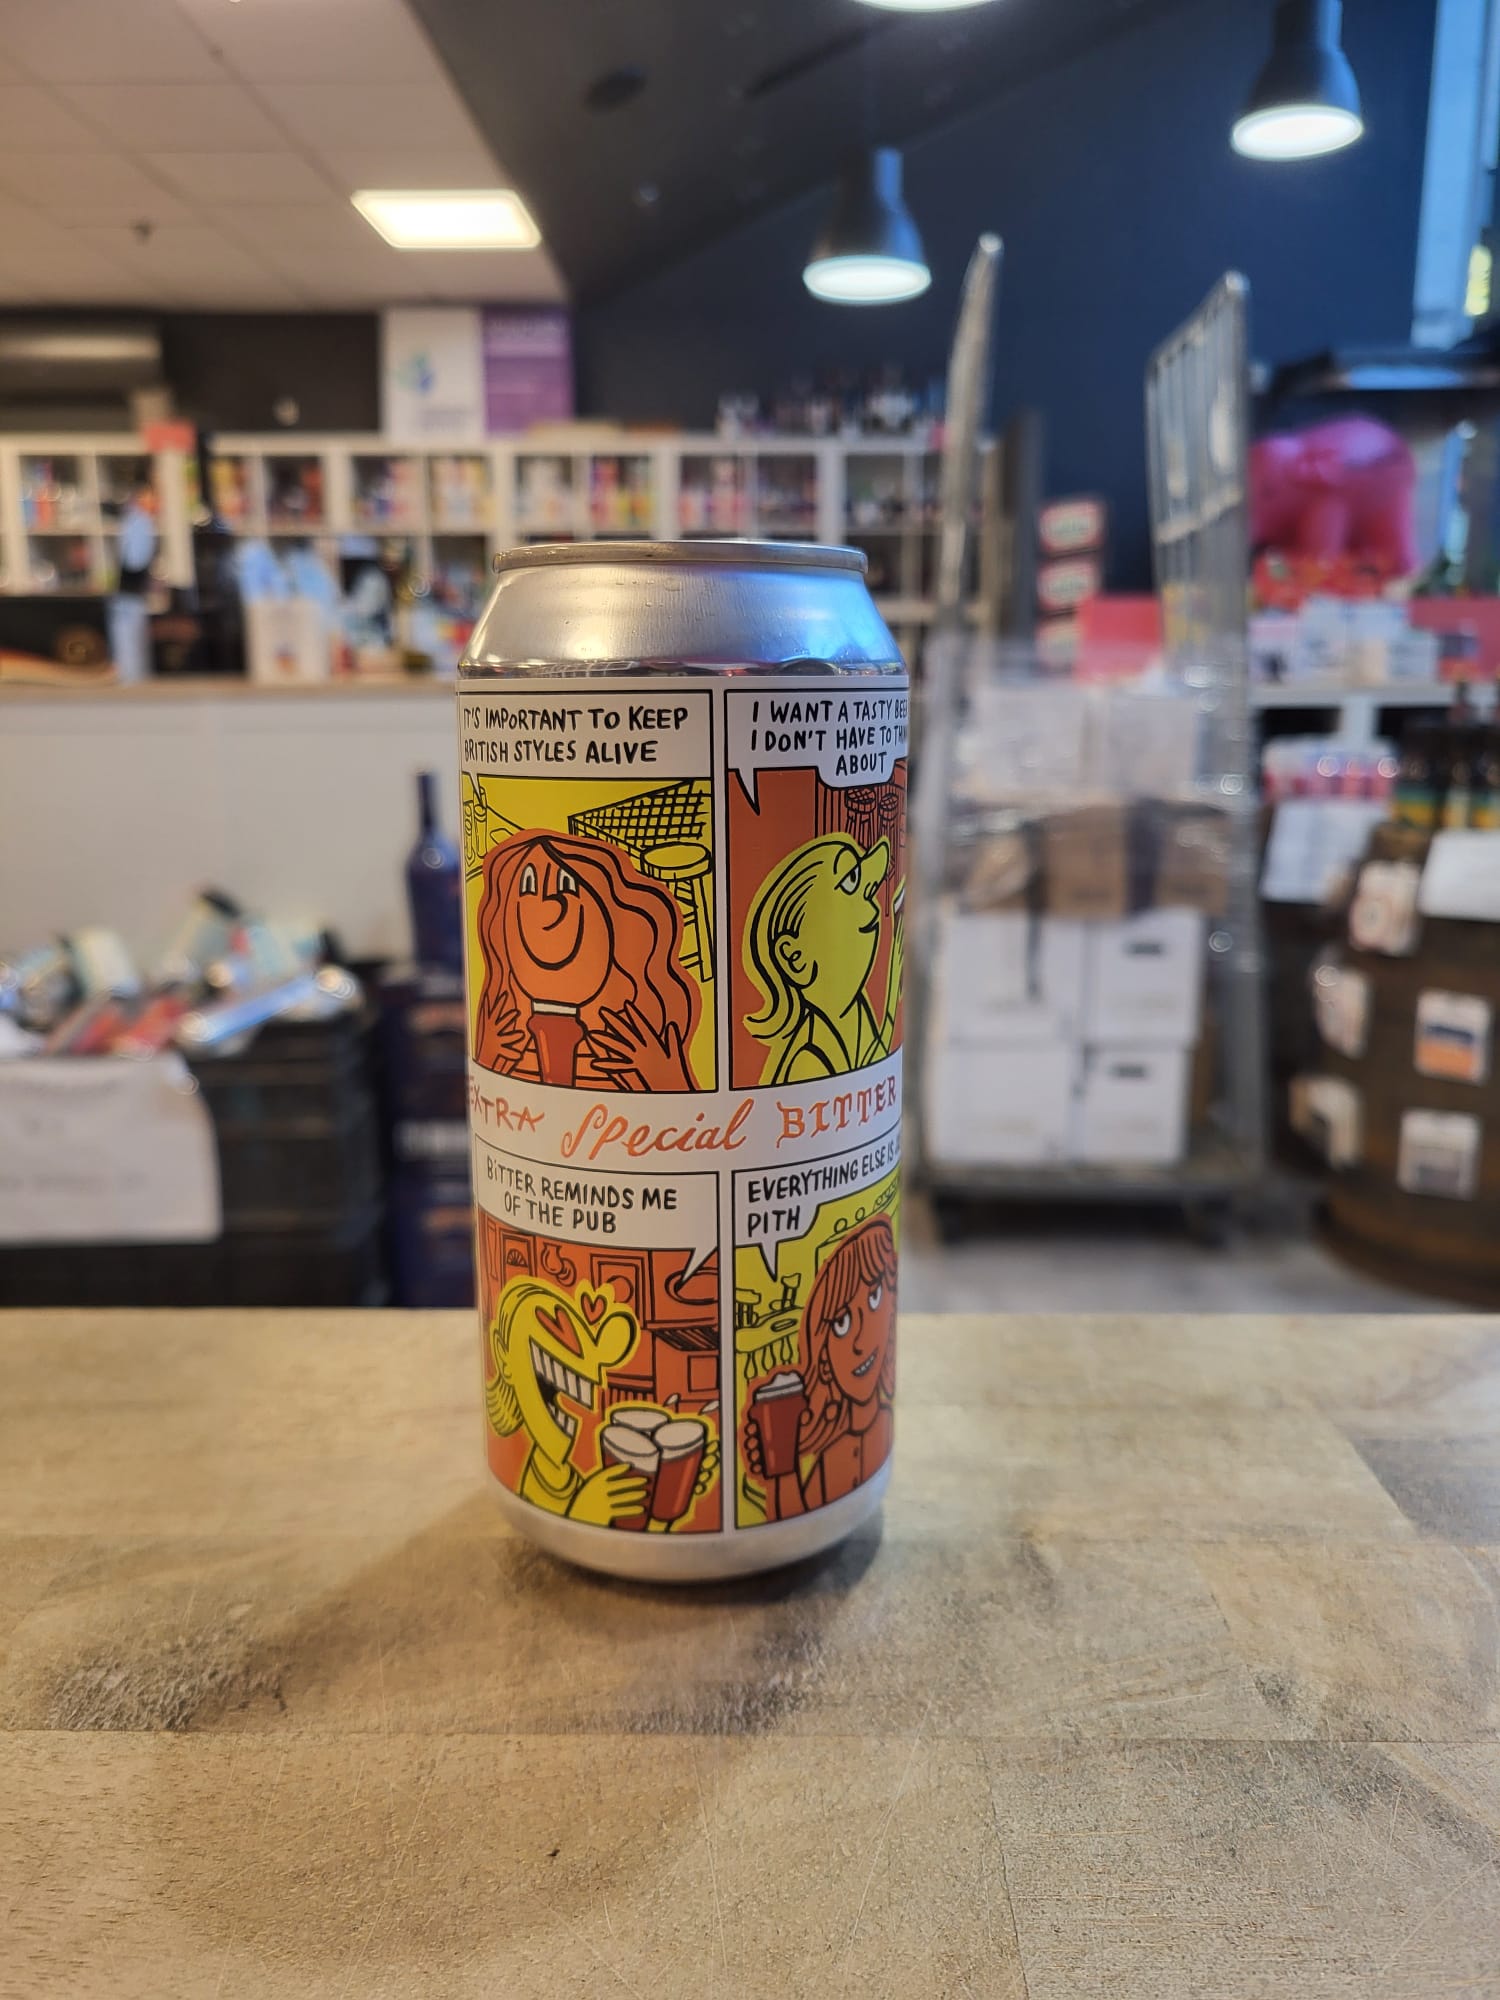 IT'S IMPORTANT TO KEEP
BRITISH STYLES ALIVE
I WANT A TASTY BEER
I DON'T HAVE TO
ABOUT
EXTRA Special BITTER
BITTER REMINDS ME
OF THE PUB
EVERYTHING ELSE IS
PITH